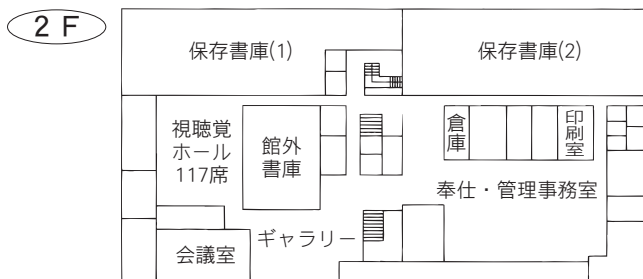 2F
保存書庫(1)
保存書庫(2)
視聴覚
ホール
117席
館外
書庫
倉庫
印刷室
奉仕・管理事務室
ギャラリー
会議室